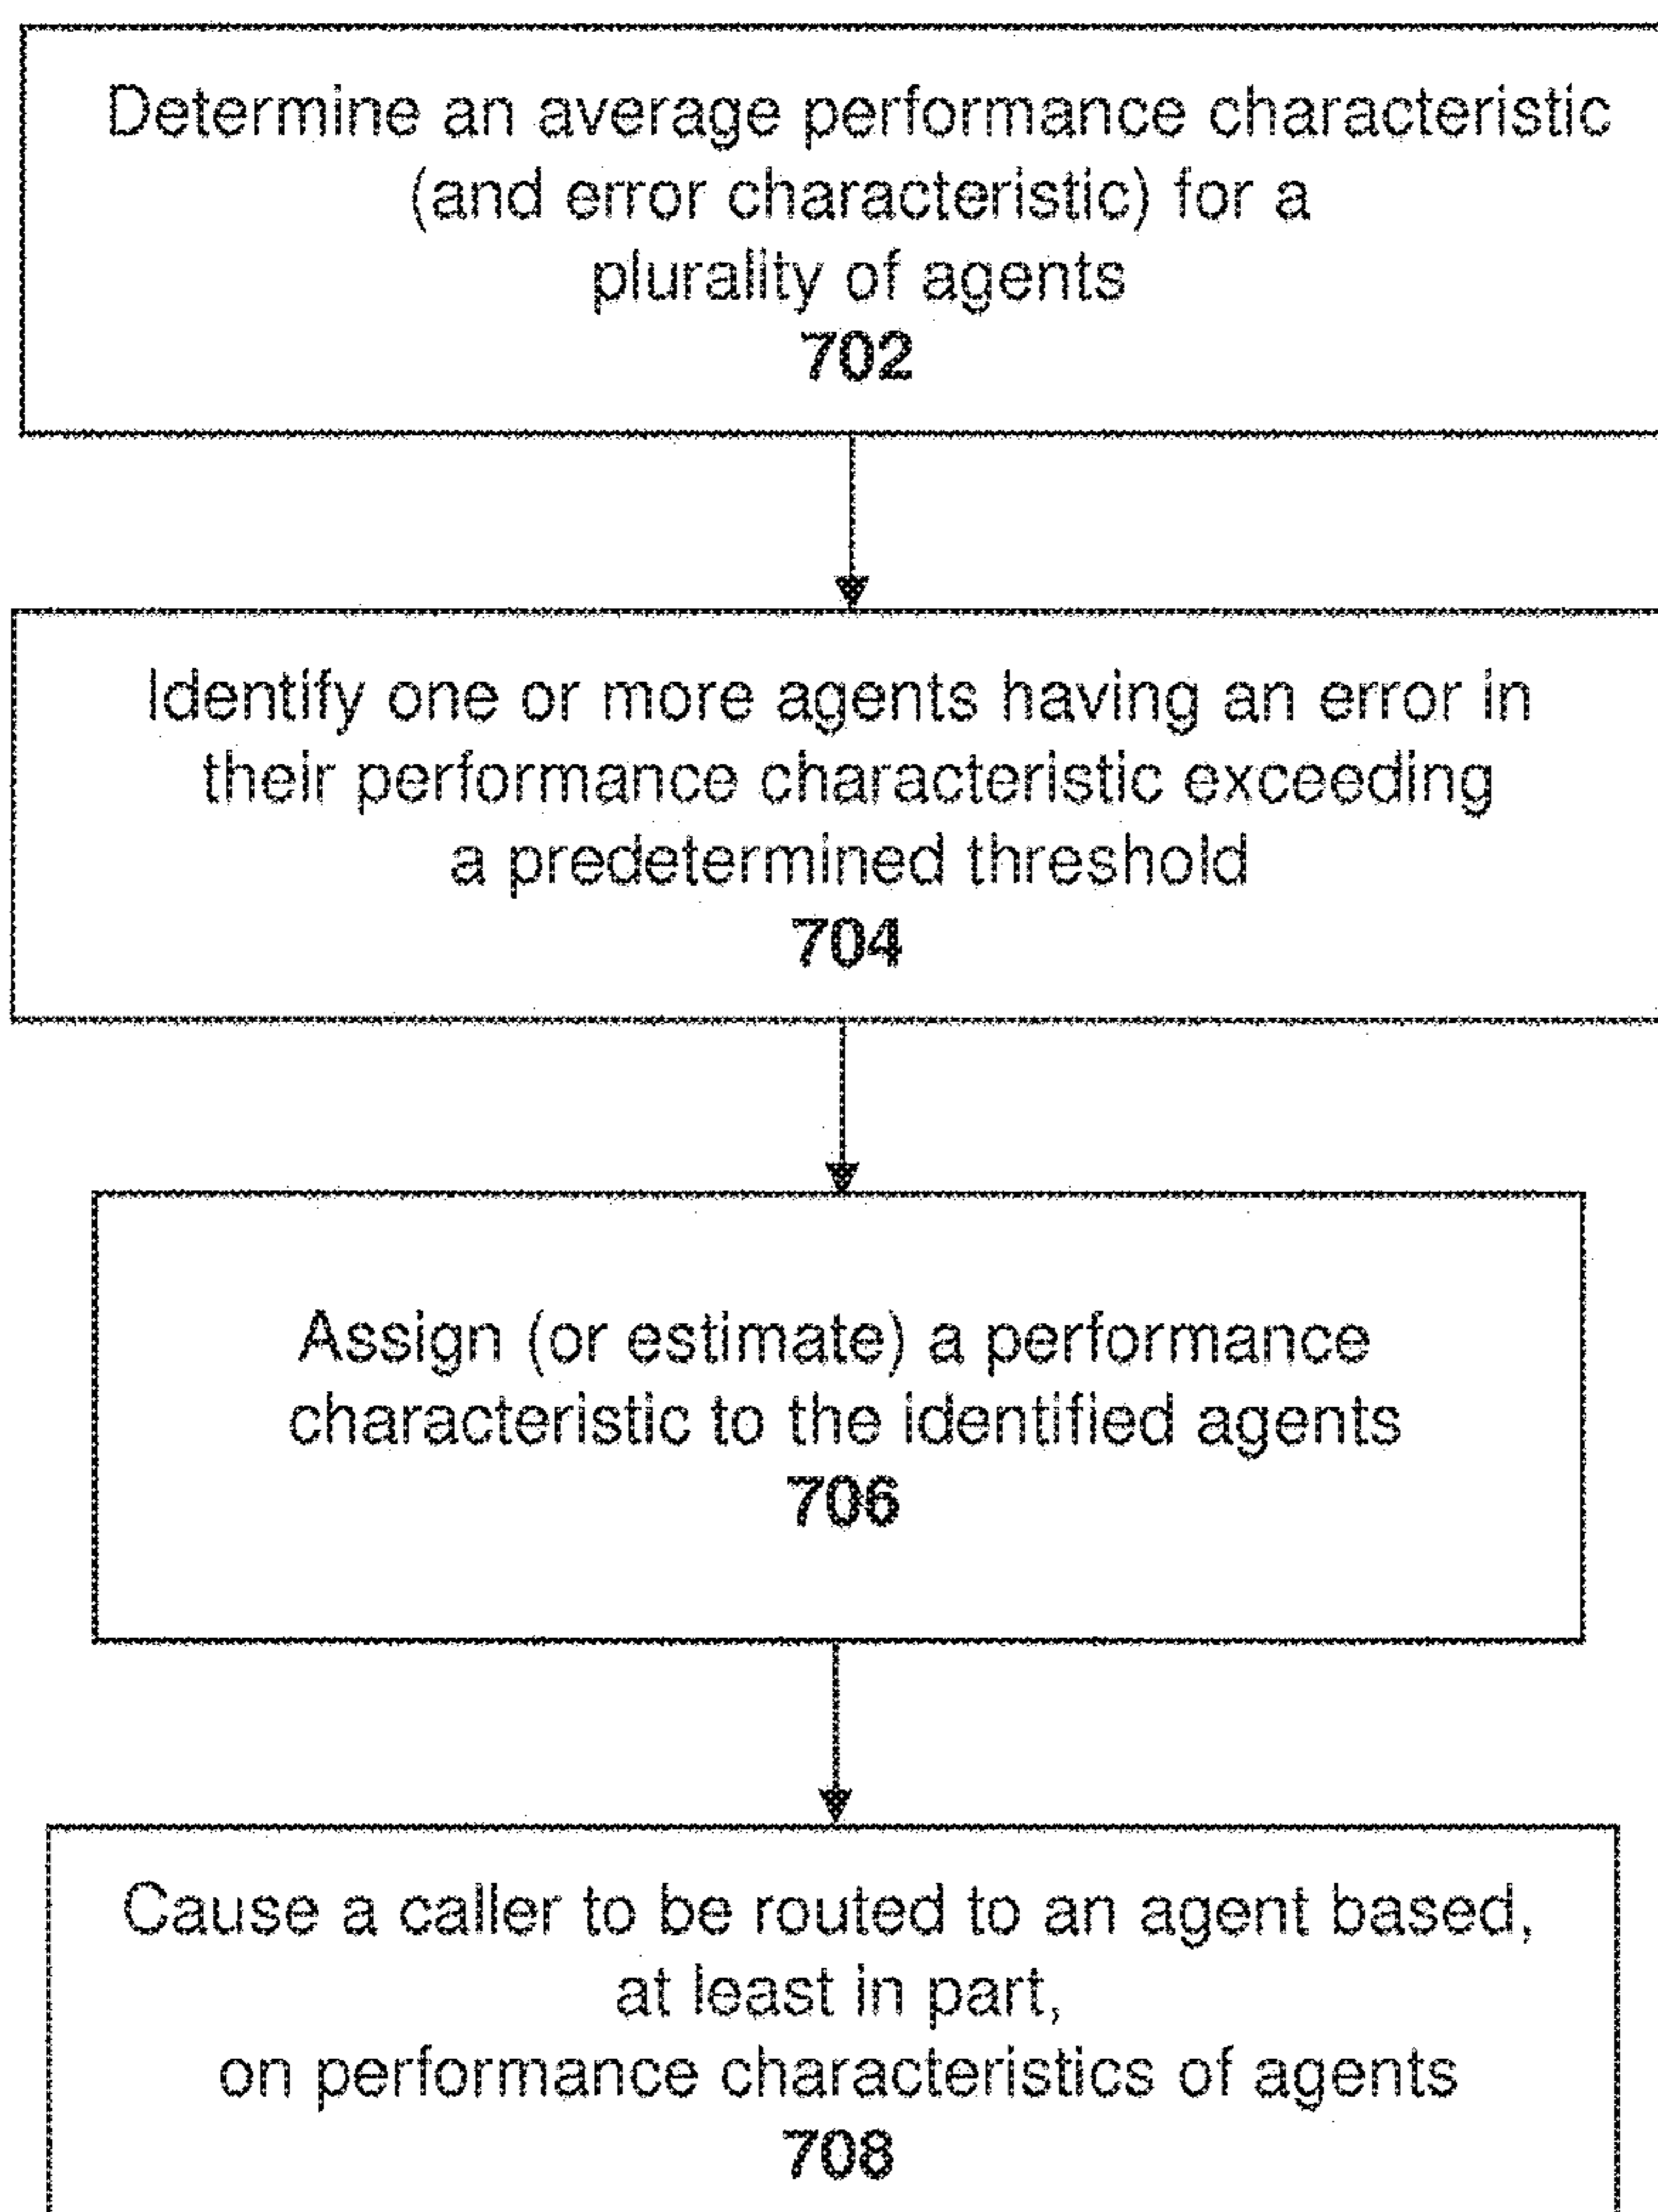 Determine an average performance characteristic
(and error characteristic) for a
plurality of agents
702
Identify one or more agents having an error in
their performance characteristic exceeding
a predetermined threshold
704
Assign (or estimate) a performance
characteristic to the identified agents
706
Cause a caller to be routed to an agent based,
at least in part,
on performance characteristics of agents
708